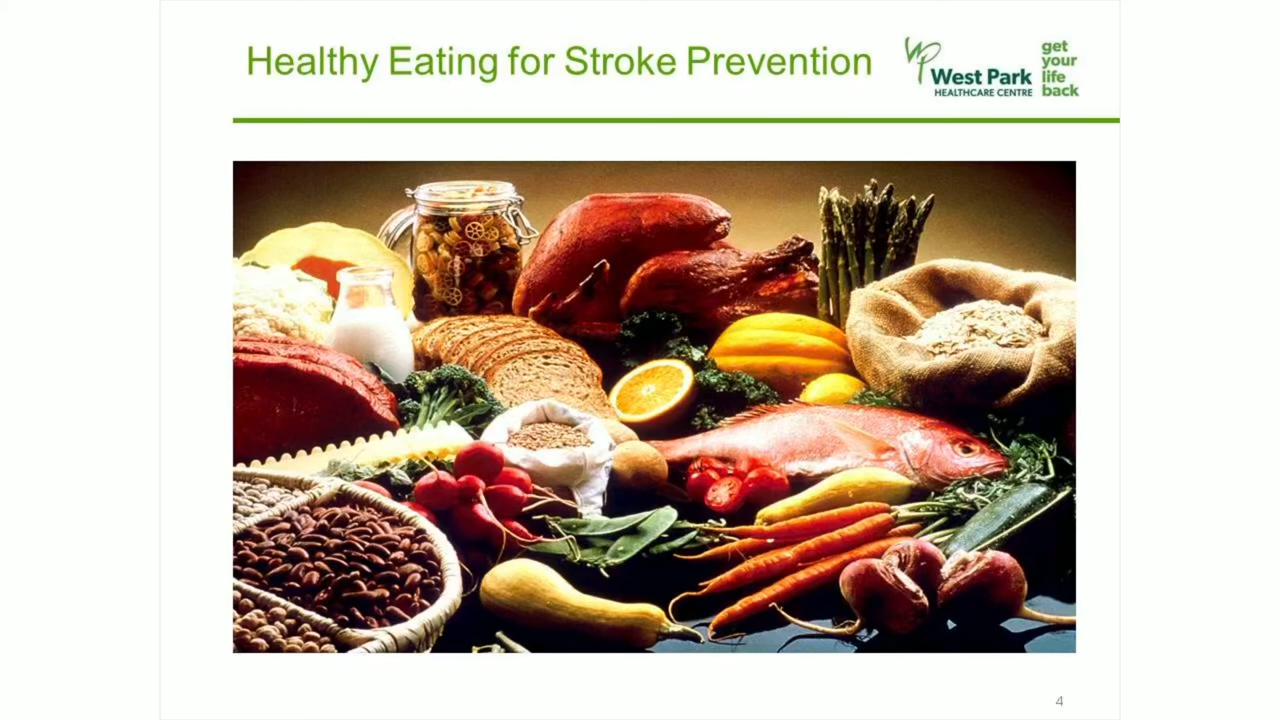 Healthy Eating for Stroke Prevention
West Park
HEALTHCARE CENTRE
get
your
life
back
4